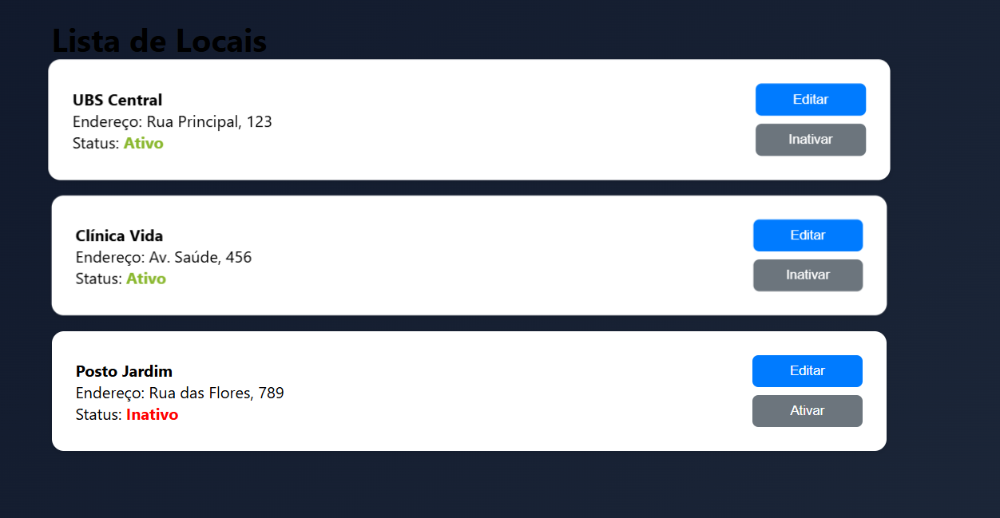 Lista de Locais
UBS Central
Endereço: Rua Principal, 123
Status: Ativo
Editar
Inativar
Clínica Vida
Endereço: Av. Saúde, 456
Status: Ativo
Editar
Inativar
Posto Jardim
Endereço: Rua das Flores, 789
Status: Inativo
Editar
Ativar